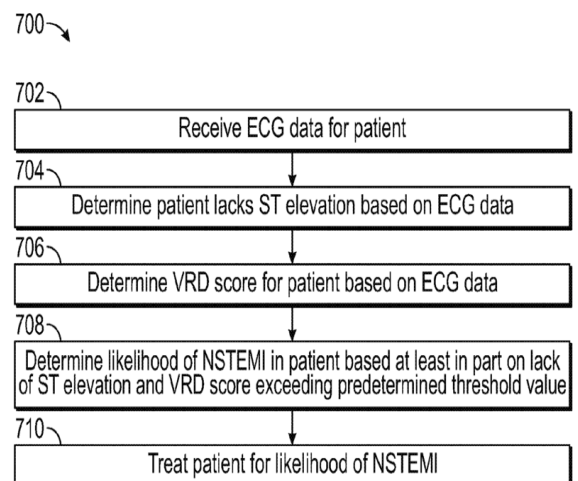 700
702
Receive ECG data for patient
704
Determine patient lacks ST elevation based on ECG data
706
Determine VRD score for patient based on ECG data
708
Determine likelihood of NSTEMI in patient based at least in part on lack
of ST elevation and VRD score exceeding predetermined threshold value
710
Treat patient for likelihood of NSTEMI